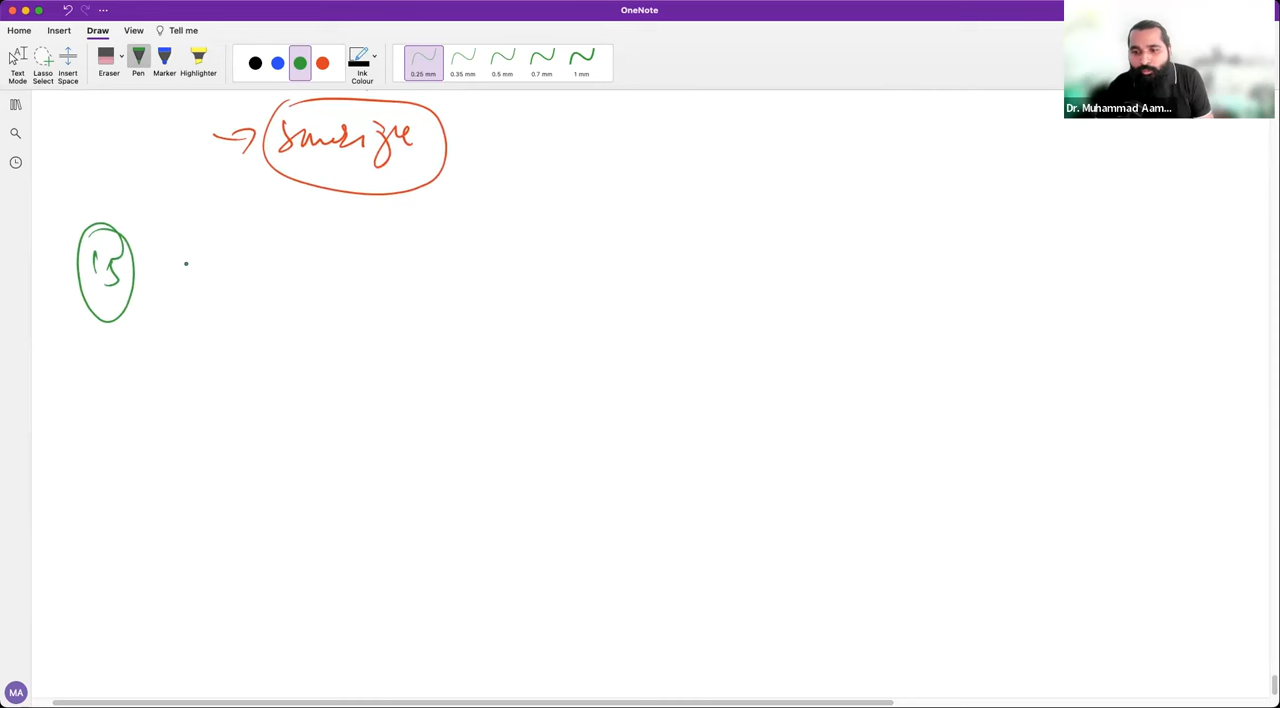 OneNote
Home Insert Draw View Tell me
Text Mode
Lasso Select
Insert Space
Eraser
Pen
Marker
Highlighter
Ink Colour
0.25 mm
0.35 mm
0.5 mm
0.7 mm
1 mm
Dr. Muhammad Aam...
MA